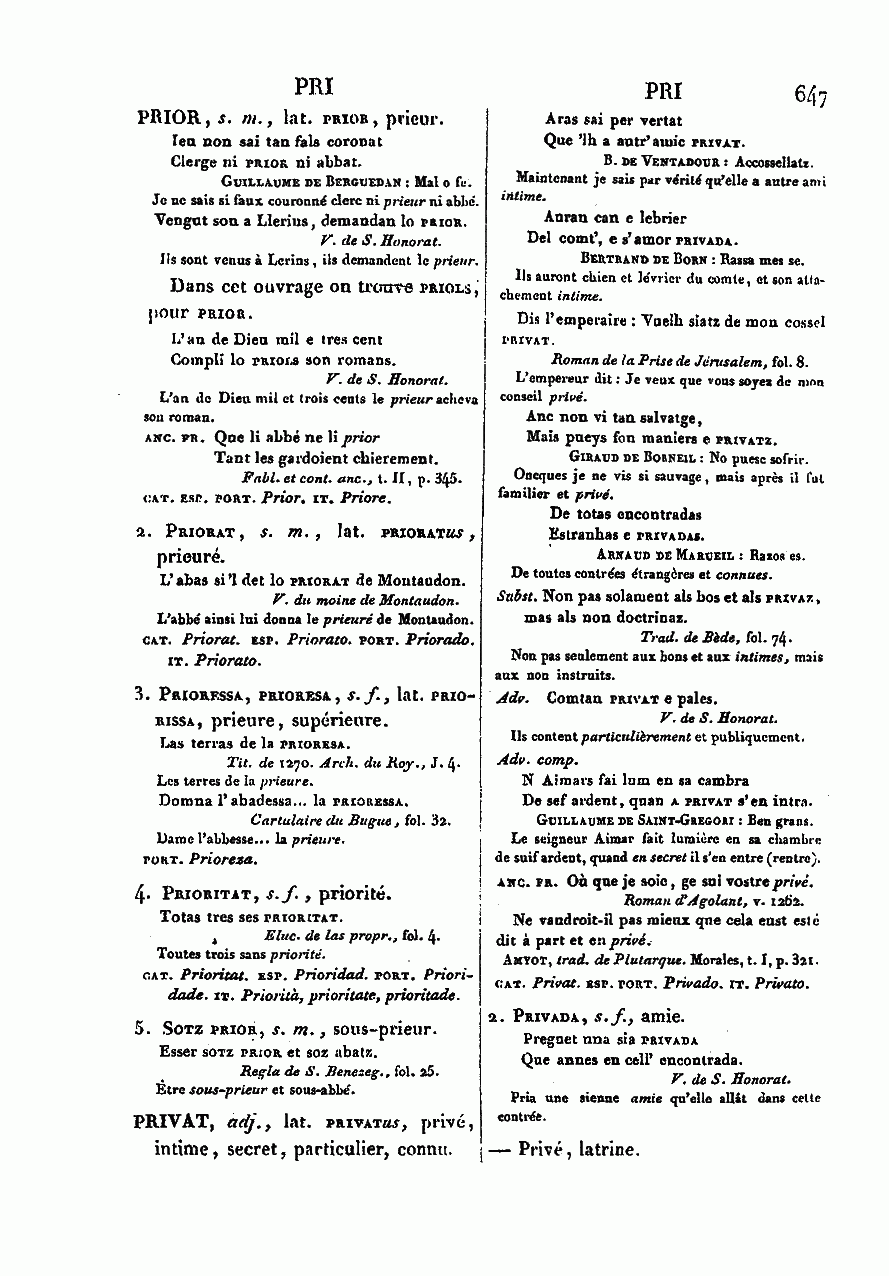 PRI
PRI 647
PRIOR, s. m., lat. PRIOR, prieur.
Ieu non sai tan fals coronat
Clerge ni PRIOR ni abbat.
GUILLAUME DE BERGUEDAN : Mal o fe.
Je ne sais si faux couronné clerc ni prieur ni abbé.
Vengut son a Llerius, demandan lo PRIOR.
V. de S. Honorat.
Ils sont venus à Lerins, ils demandent le prieur.
Dans cet ouvrage on trouve PRIOLS,
pour PRIOR.
L'an de Dieu mil e tres cent
Compli lo PRIOLS son romans.
V. de S. Honorat.
L'an de Dieu mil et trois cents le prieur acheva
son roman.
ANC. FR. Que li abbé ne li prior
Tant les gardoient chierement.
Fabl. et cont. anc., t. II, p. 345.
CAT. ESP. PORT. Prior. IT. Priore.
2. PRIORAT, s. m., lat. PRIORATUS,
prieuré.
L'abas si'l det lo PRIORAT de Montaudon.
V. du moine de Montaudon.
L'abbé ainsi lui donna le prieuré de Montaudon.
CAT. Priorat. ESP. Priorato. PORT. Priorado.
IT. Priorato.
3. PRIORESSA, PRIORESA, s. f., lat. PRIO-
RISSA, prieure, supérieure.
Las terras de la PRIORESA.
Tit. de 1270. Arch. du Roy., J. 4.
Les terres de la prieure.
Domna l'abadessa... la PRIORESSA.
Cartulaire du Bugue, fol. 32.
Dame l'abbesse... la prieure.
PORT. Prioreza.
4. PRIORITAT, s. f., priorité.
Totas tres ses PRIORITAT.
Eluc. de las propr., fol. 4.
Toutes trois sans priorité.
CAT. Prioritat. ESP. Prioridad. PORT. Priori-
dade. IT. Priorità, prioritate, prioritade.
5. SOTZ PRIOR, s. m., sous-prieur.
Esser SOTZ PRIOR et soz abatz.
Regla de S. Benezeg., fol. 25.
Être sous-prieur et sous-abbé.
PRIVAT, adj., lat. PRIVATUS, privé,
intime, secret, particulier, connu.
Aras sai per vertat
Que 'lh a autr'amic PRIVAT.
B. DE VENTADOUR : Accossellatz.
Maintenant je sais par vérité qu'elle a autre ami
intime.
Auran can e lebrier
Del comt', e s'amor PRIVADA.
BERTRAND DE BORN : Rassa mes se.
Ils auront chien et lévrier du comte, et son atta-
chement intime.
Dis l'emperaire : Vuelh siatz de mon cossel
PRIVAT.
Roman de la Prise de Jérusalem, fol. 8.
L'empereur dit : Je veux que vous soyez de mon
conseil privé.
Anc non vi tan salvatge,
Mais pueys fon maniers e PRIVATZ.
GIRAUD DE BORNEIL : No puesc sofrir.
Oncques je ne vis si sauvage, mais après il fut
familier et privé.
De totas encontradas
Estranhas e PRIVADAS.
ARNAUD DE MARUEIL : Razos es.
De toutes contrées étrangères et connues.
Subst. Non pas solament als bos et als PRIVAZ,
mas als non doctrinaz.
Trad. de Bède, fol. 74.
Non pas seulement aux bons et aux intimes, mais
aux non instruits.
Adv. Comtan PRIVAT e pales.
V. de S. Honorat.
Ils content particulièrement et publiquement.
Adv. comp.
N Aimars fai lum en sa cambra
De sef ardent, quan A PRIVAT s'en intra.
GUILLAUME DE SAINT-GREGORI : Ben grans.
Le seigneur Aimar fait lumière en sa chambre
de suif ardent, quand en secret il s'en entre (rentre).
ANC. FR. Où que je soie, ge sui vostre privé.
Roman d'Agolant, v. 1262.
Ne vaudroit-il pas mieux que cela eust esté
dit à part et en privé.
AMYOT, trad. de Plutarque. Morales, t. I, p. 321.
CAT. Privat. ESP. PORT. Privado. IT. Privato.
2. PRIVADA, s. f., amie.
Preguet una sia PRIVADA
Que annes en cell' encontrada.
V. de S. Honorat.
Pria une sienne amie qu'elle allât dans cette
contrée.
— Privé, latrine.